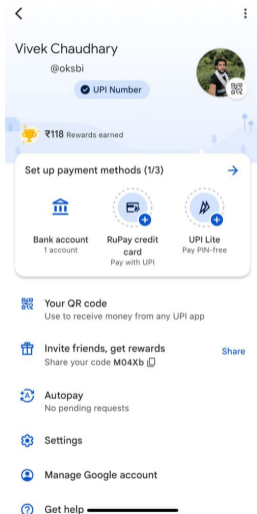 Vivek Chaudhary
@oksbi
UPI Number
₹118 Rewards earned
Set up payment methods (1/3)
Bank account
1 account
RuPay credit
card
Pay with UPI
UPI Lite
Pay PIN-free
Your QR code
Use to receive money from any UPI app
Invite friends, get rewards
Share your code M04Xb
Share
Autopay
No pending requests
Settings
Manage Google account
Get help